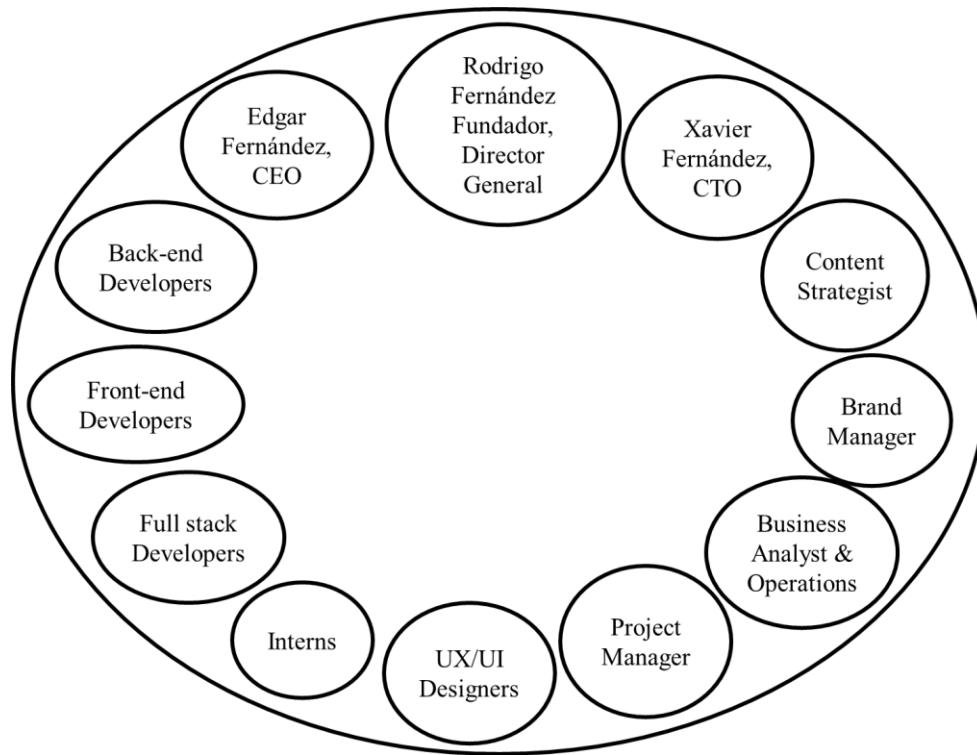 Rodrigo
Fernández
Fundador,
Director
General
Edgar
Fernández,
CEO
Xavier
Fernández,
CTO
Back-end
Developers
Content
Strategist
Front-end
Developers
Brand
Manager
Full stack
Developers
Business
Analyst &
Operations
Interns
UX/UI
Designers
Project
Manager